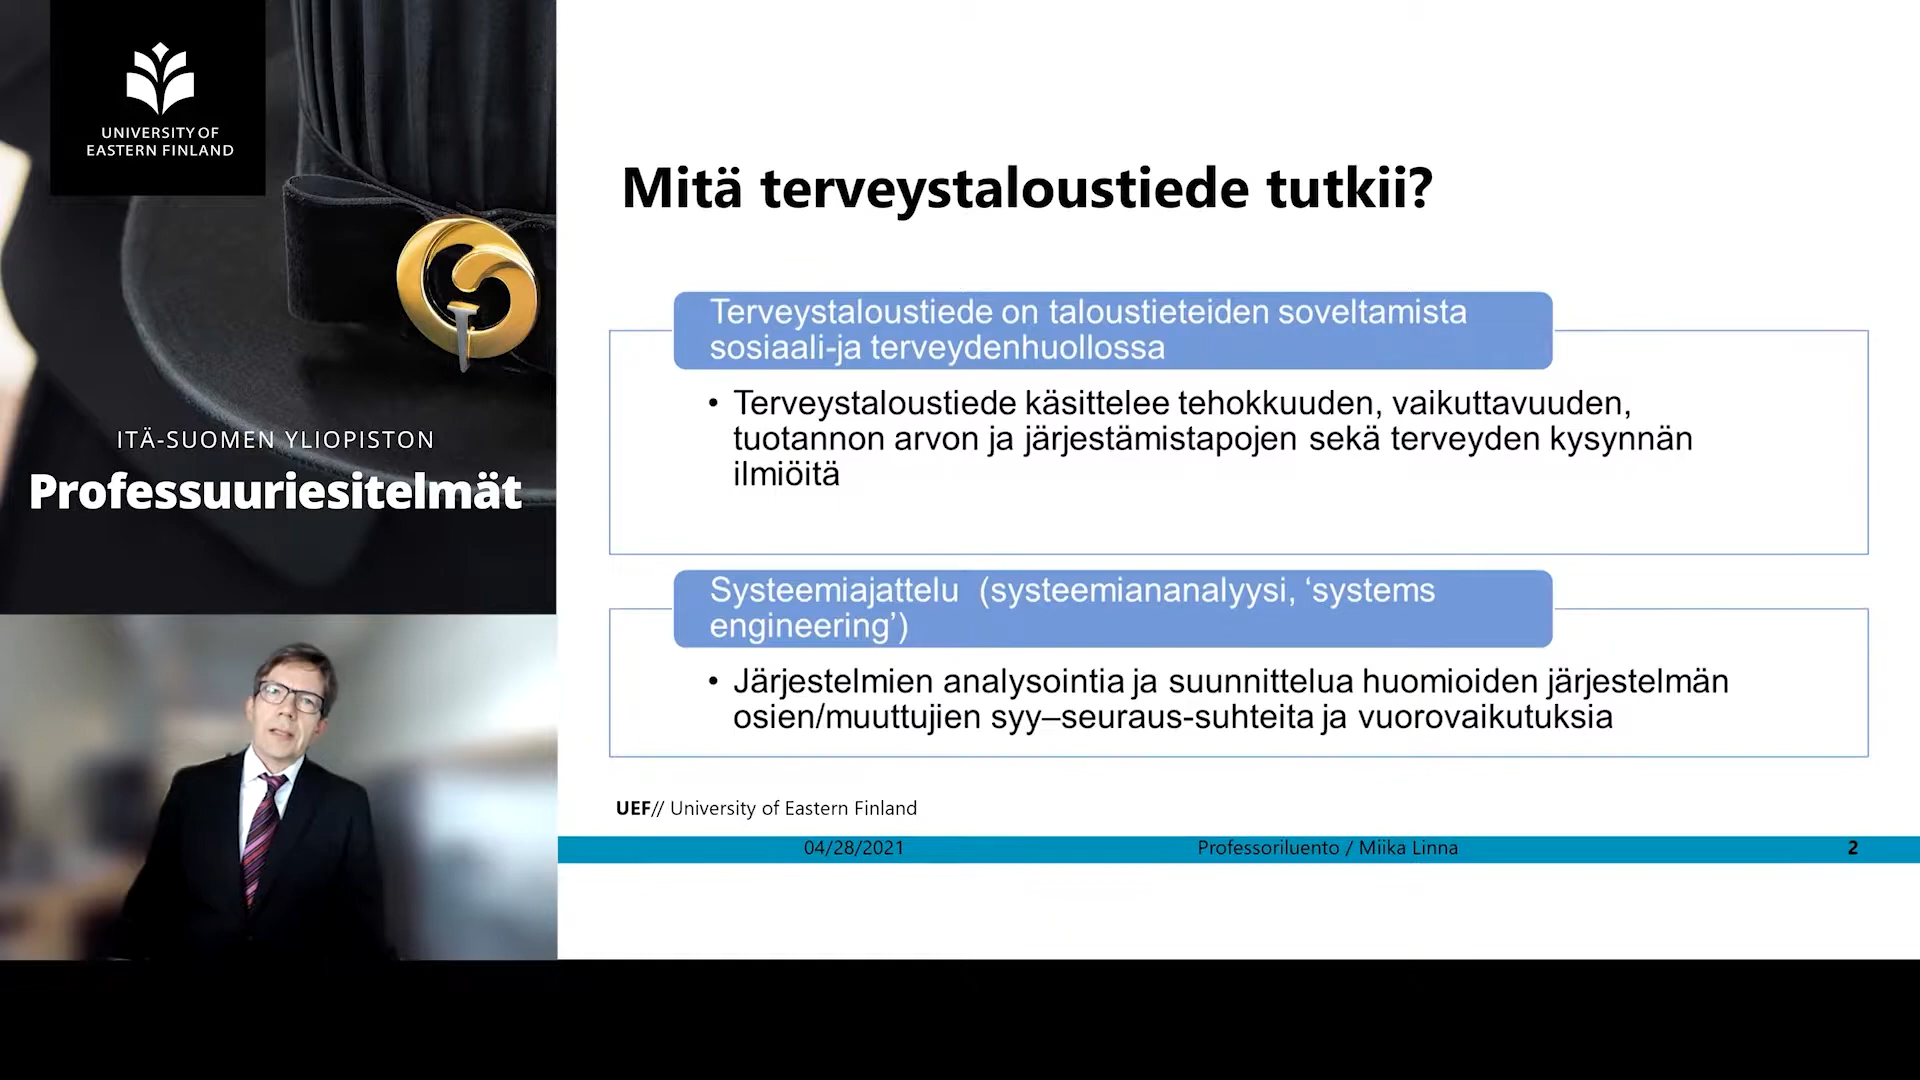 UNIVERSITY OF
EASTERN FINLAND
ITÄ-SUOMEN YLIOPISTON
Professuuriesitelmät
Mitä terveystaloustiede tutkii?
Terveystaloustiede on taloustieteiden soveltamista
sosiaali-ja terveydenhuollossa
• Terveystaloustiede käsittelee tehokkuuden, vaikuttavuuden,
tuotannon arvon ja järjestämistapojen sekä terveyden kysynnän
ilmiöitä
Systeemiajattelu (systeemiananalyysi, ‘systems
engineering’)
• Järjestelmien analysointia ja suunnittelua huomioiden järjestelmän
osien/muuttujien syy–seuraus-suhteita ja vuorovaikutuksia
UEF// University of Eastern Finland
04/28/2021
Professoriluento / Miika Linna
2